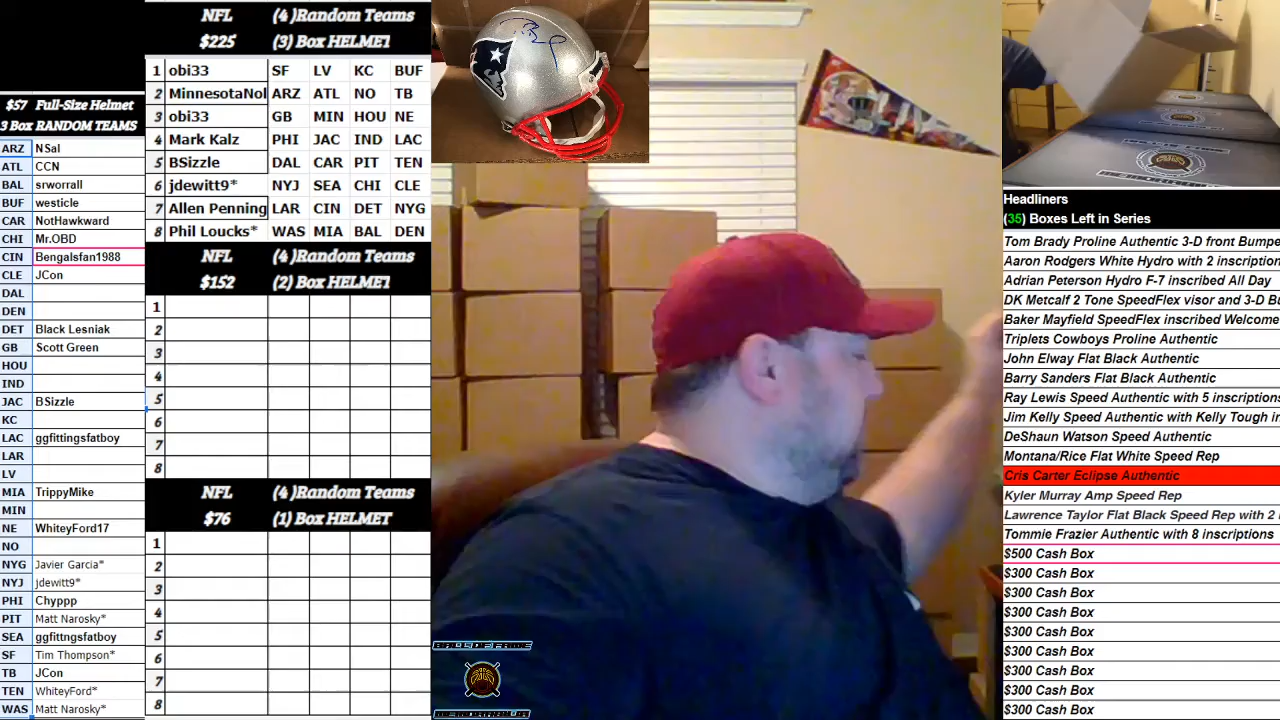 $57 Full-Size Helmet
3 Box RANDOM TEAMS
ARZ NSal
ATL CCN
BAL srworrall
BUF westicle
CAR NotHawkward
CHI Mr.OBD
CIN Bengalsfan1988
CLE JCon
DAL
DEN
DET Black Lesniak
GB Scott Green
HOU
IND
JAC BSizzle
KC
LAC ggfittingsfatboy
LAR
LV
MIA TrippyMike
MIN
NE WhiteyFord17
NO
NYG Javier Garcia*
NYJ jdewitt9*
PHI Chyppp
PIT Matt Narosky*
SEA ggfittngsfatboy
SF Tim Thompson*
TB JCon
TEN WhiteyFord*
WAS Matt Narosky*
NFL (4 )Random Teams
$225 (3) Box HELMET
1 obi33 SF LV KC BUF
2 MinnesotaNol ARZ ATL NO TB
3 obi33 GB MIN HOU NE
4 Mark Kalz PHI JAC IND LAC
5 BSizzle DAL CAR PIT TEN
6 jdewitt9* NYJ SEA CHI CLE
7 Allen Penning LAR CIN DET NYG
8 Phil Loucks* WAS MIA BAL DEN
NFL (4)Random Teams
$152 (2) Box HELMET
1
2
3
4
5
6
7
8
NFL (4)Random Teams
$76 (1) Box HELMET
1
2
3
4
5
6
7
8
Headliners
(35) Boxes Left in Series
Tom Brady Proline Authentic 3-D front Bumpe
Aaron Rodgers White Hydro with 2 inscription
Adrian Peterson Hydro F-7 inscribed All Day
DK Metcalf 2 Tone SpeedFlex visor and 3-D B
Baker Mayfield SpeedFlex inscribed Welcome
Triplets Cowboys Proline Authentic
John Elway Flat Black Authentic
Barry Sanders Flat Black Authentic
Ray Lewis Speed Authentic with 5 inscriptions
Jim Kelly Speed Authentic with Kelly Tough in
DeShaun Watson Speed Authentic
Montana/Rice Flat White Speed Rep
Cris Carter Eclipse Authentic
Kyler Murray Amp Speed Rep
Lawrence Taylor Flat Black Speed Rep with 2
Tommie Frazier Authentic with 8 inscriptions
$500 Cash Box
$300 Cash Box
$300 Cash Box
$300 Cash Box
$300 Cash Box
$300 Cash Box
$300 Cash Box
$300 Cash Box
$300 Cash Box